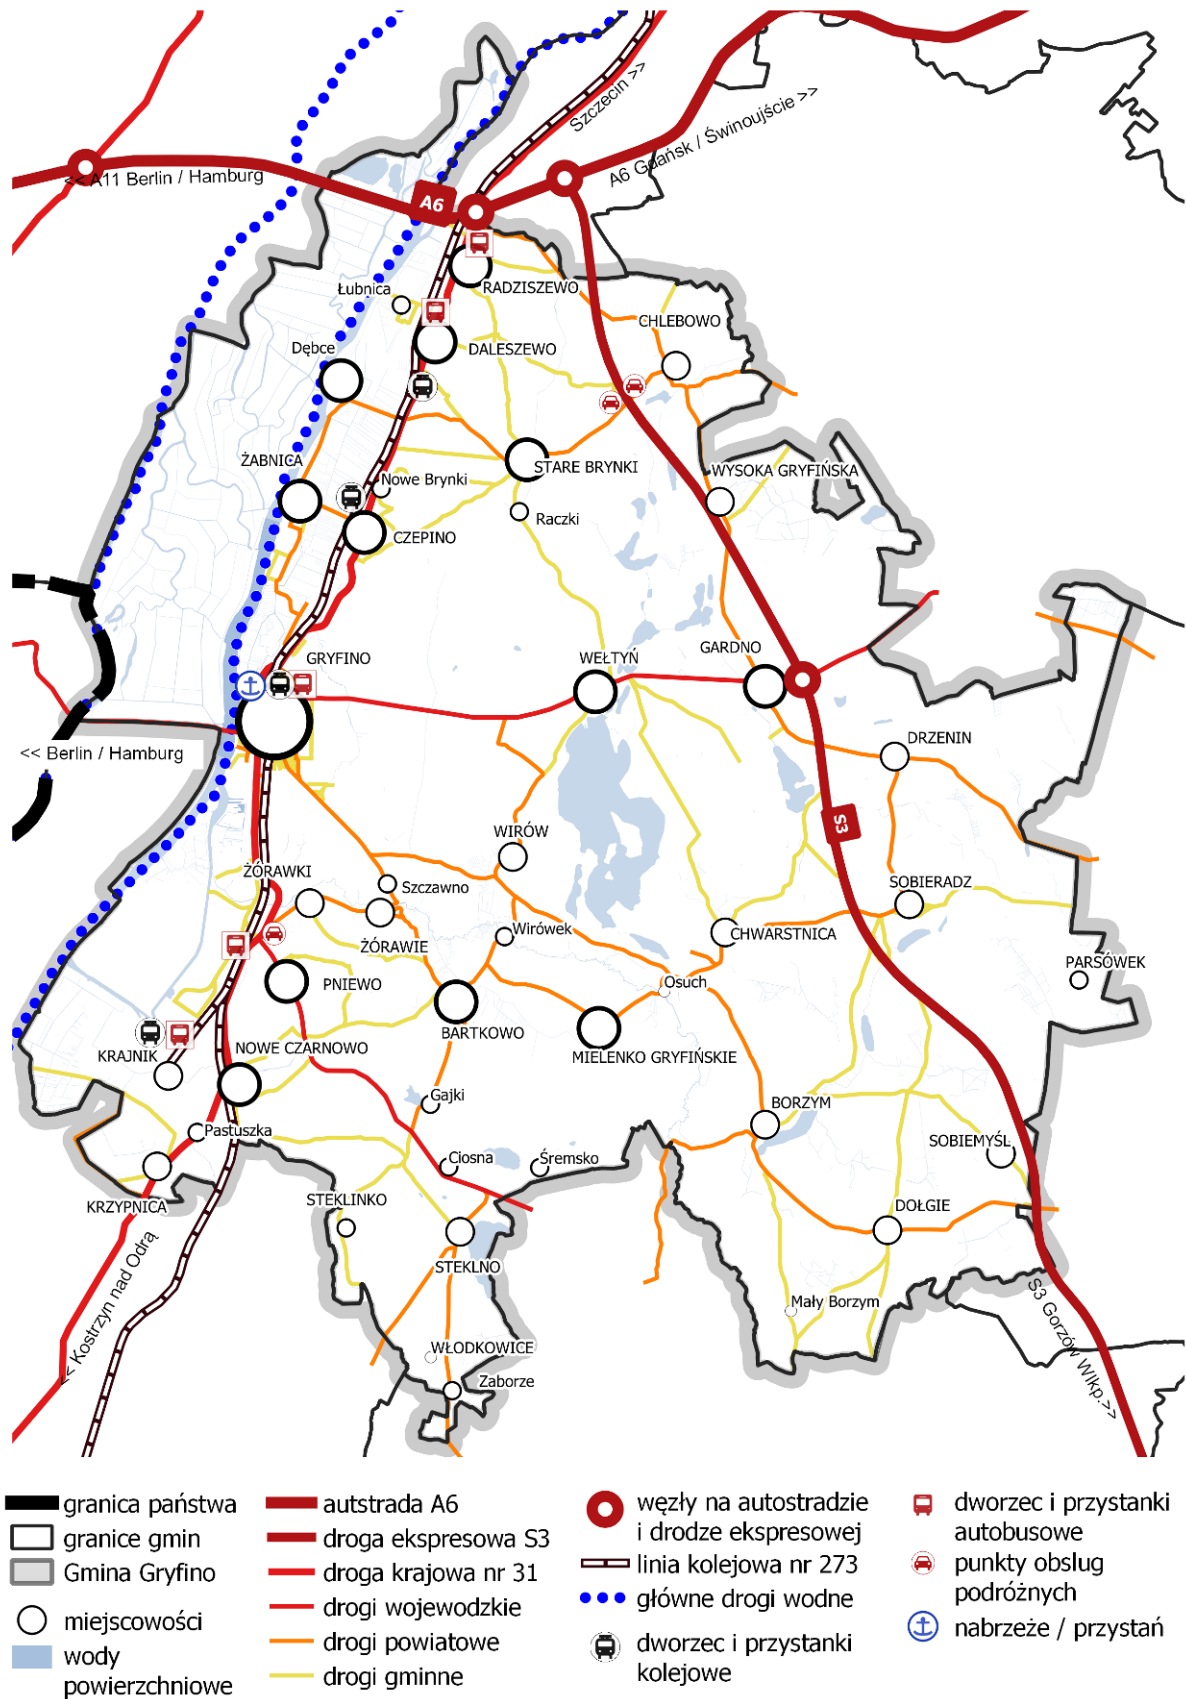 Szczecin >>
A6 Gdańsk / Świnoujście >>
<< A11 Berlin / Hamburg
A6
RADZISZEWO
Łubnica
CHLEBOWO
Dębce
DALESZEWO
ŻABNICA
STARE BRYNKI
WYSOKA GRYFIŃSKA
Nowe Brynki
Raczki
CZEPINO
GRYFINO
WEŁTYŃ
GARDNO
<< Berlin / Hamburg
DRZENIN
S3
WIRÓW
ŻÓRAWKI
Szczawno
SOBIERADZ
Wirówek
CHWARSTNICA
ŻÓRAWIE
PARSÓWEK
PNIEWO
Osuch
BARTKOWO
NOWE CZARNOWO
MIELENKO GRYFIŃSKIE
KRAJNIK
Gajki
BORZYM
Pastuszka
SOBIEMYŚL
Ciosna
Śremsko
KRZYPNICA
STEKLINKO
DOŁGIE
STEKLNO
<< Kostrzyn nad Odrą
Mały Borzym
S3 Gorzów Wlkp.>>
WŁODKOWICE
Zaborze
granica państwa
granice gmin
Gmina Gryfino
miejscowości
wody
powierzchniowe
autstrada A6
droga ekspresowa S3
droga krajowa nr 31
drogi wojewodzkie
drogi powiatowe
drogi gminne
węzły na autostradzie
i drodze ekspresowej
linia kolejowa nr 273
główne drogi wodne
dworzec i przystanki
kolejowe
dworzec i przystanki
autobusowe
punkty obsług
podróżnych
nabrzeże / przystań